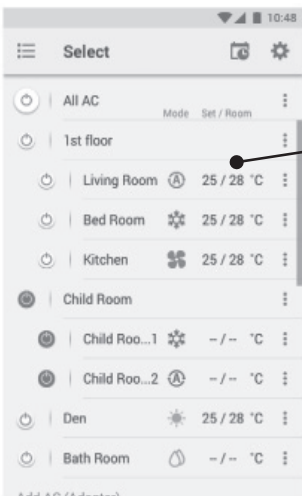 10:48
Select
All AC
Mode Set / Room
1st floor
Living Room A 25 / 28 °C
Bed Room 25 / 28 °C
Kitchen 25 / 28 °C
Child Room
Child Roo...1 -- / -- °C
Child Roo...2 A -- / -- °C
Den 25 / 28 °C
Bath Room -- / -- °C
Add AC (Adaptor)